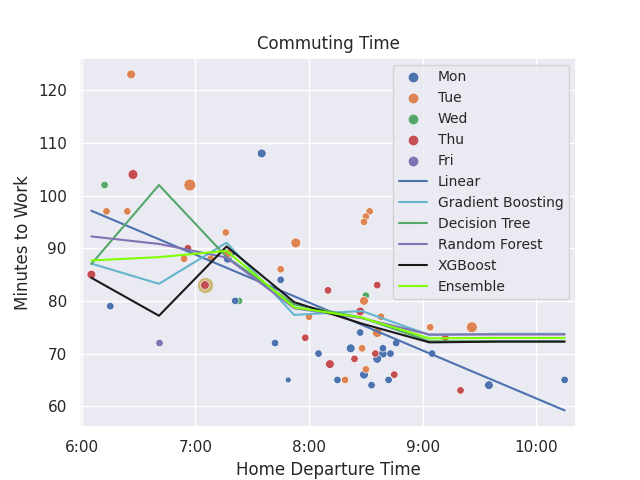 Commuting Time
120
110
100
90
80
70
60
Minutes to Work
6:00
7:00
8:00
9:00
10:00
Home Departure Time
Mon
Tue
Wed
Thu
Fri
Linear
Gradient Boosting
Decision Tree
Random Forest
XGBoost
Ensemble